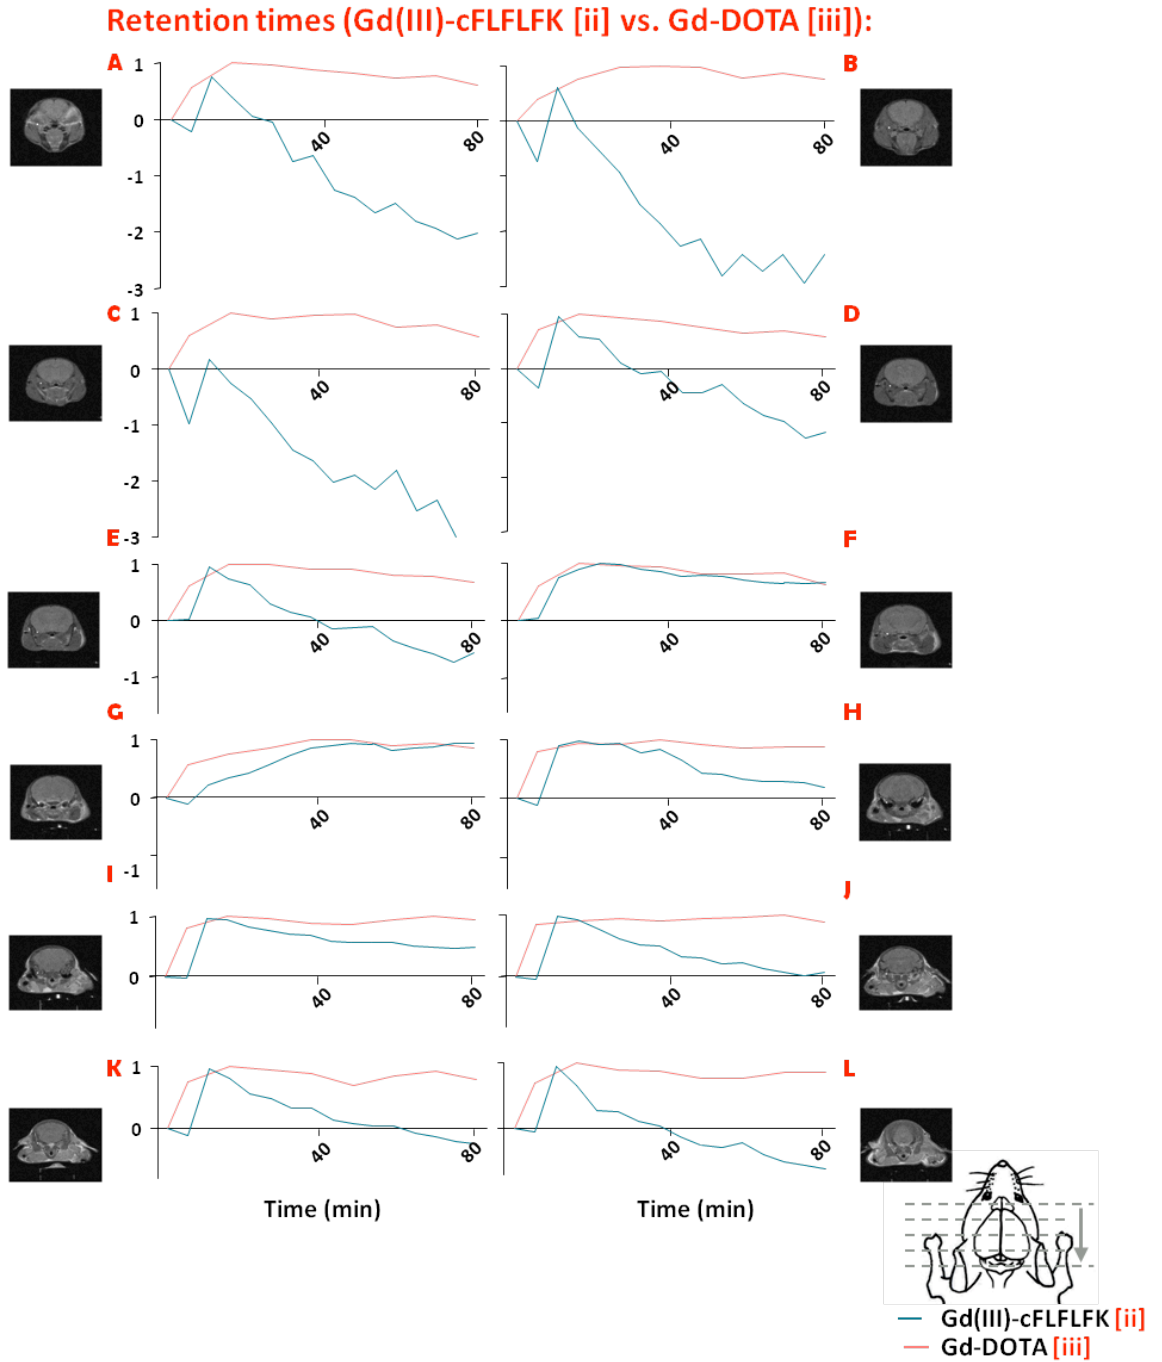 Retention times (Gd(III)-cFLFLFK [ii] vs. Gd-DOTA [iii]):
A
1
0
-1
-2
-3
40
80
B
40
80
C
1
0
-1
-2
-3
40
80
D
40
80
E
1
0
-1
40
80
F
40
80
G
1
0
-1
40
80
H
40
80
I
1
0
40
80
J
40
80
K
1
0
40
80
L
40
80
Time (min)
Time (min)
Gd(III)-cFLFLFK [ii]
Gd-DOTA [iii]